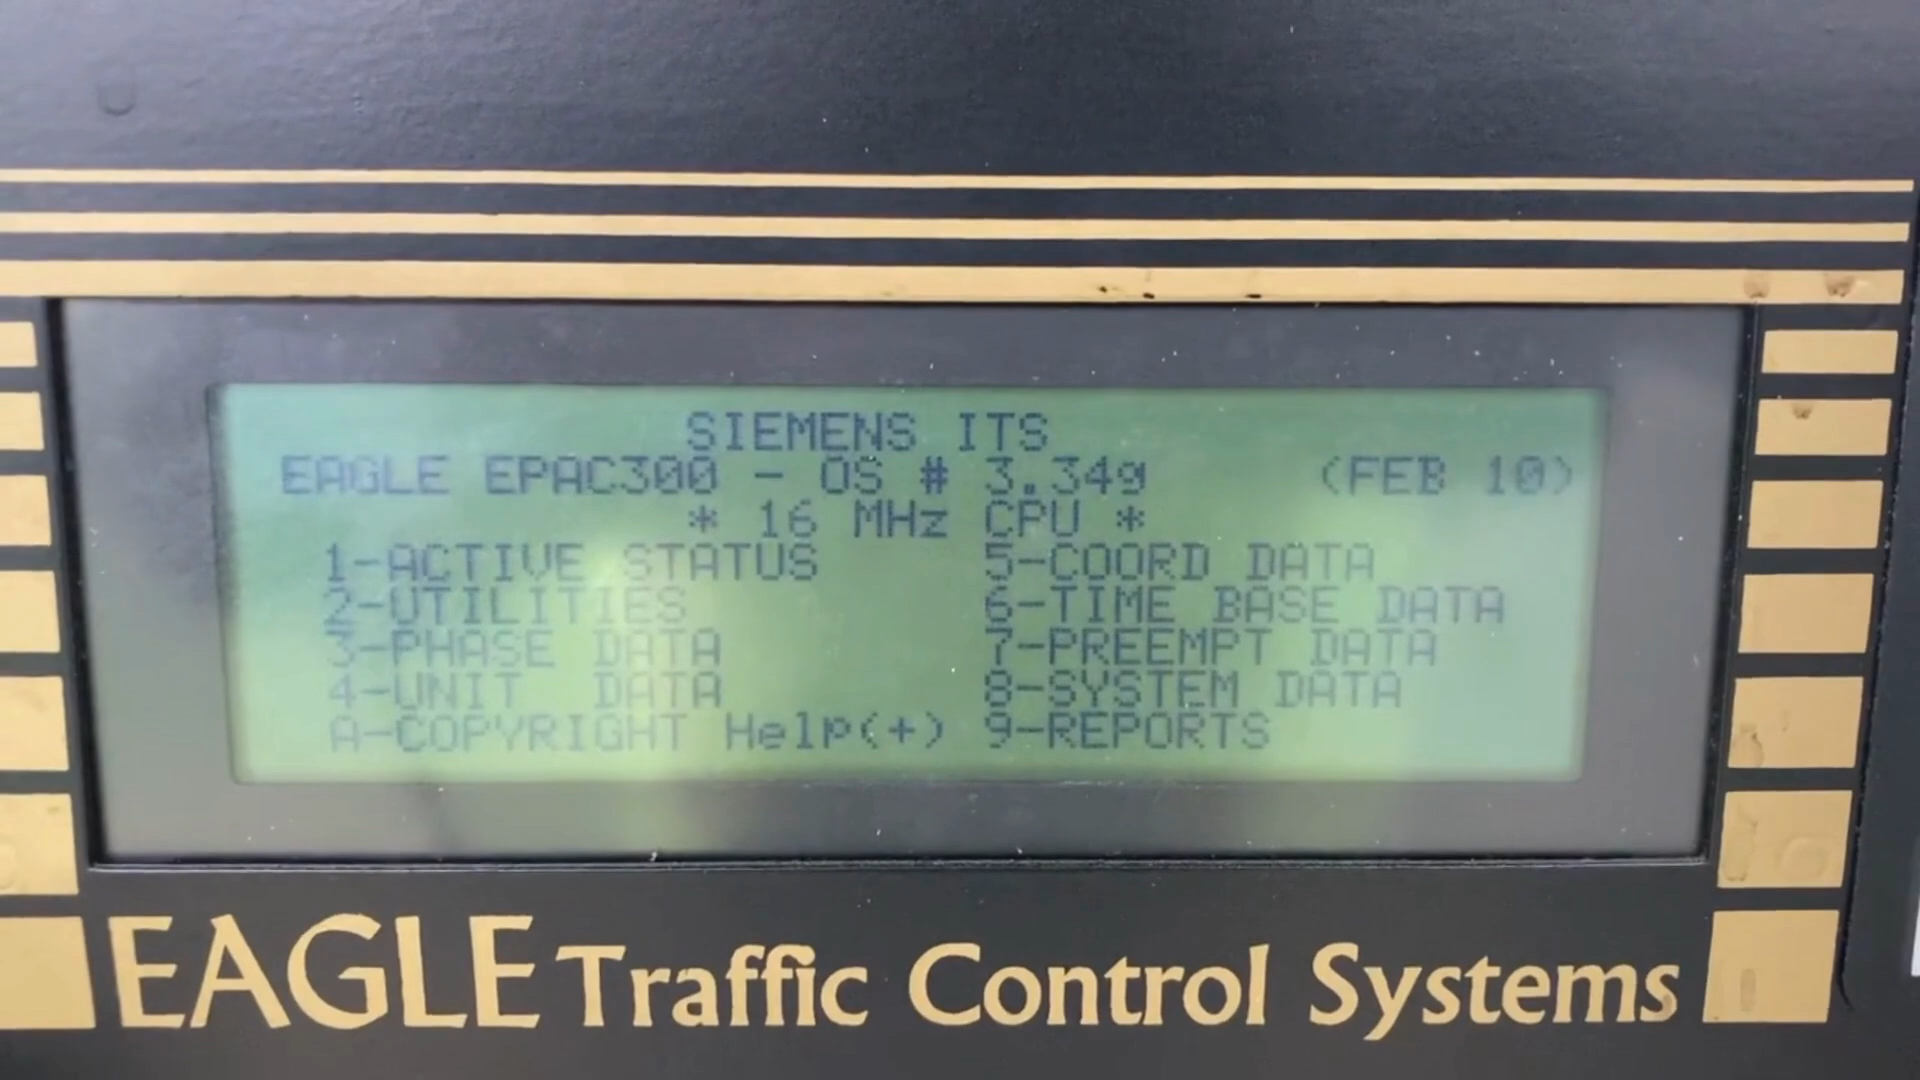 SIEMENS ITS
EAGLE EPAC300 - OS # 3.34g (FEB 10)
* 16 MHz CPU *
1-ACTIVE STATUS 5-COORD DATA
2-UTILITIES 6-TIME BASE DATA
3-PHASE DATA 7-PREEMPT DATA
4-UNIT DATA 8-SYSTEM DATA
A-COPYRIGHT Help(+) 9-REPORTS
EAGLE Traffic Control Systems